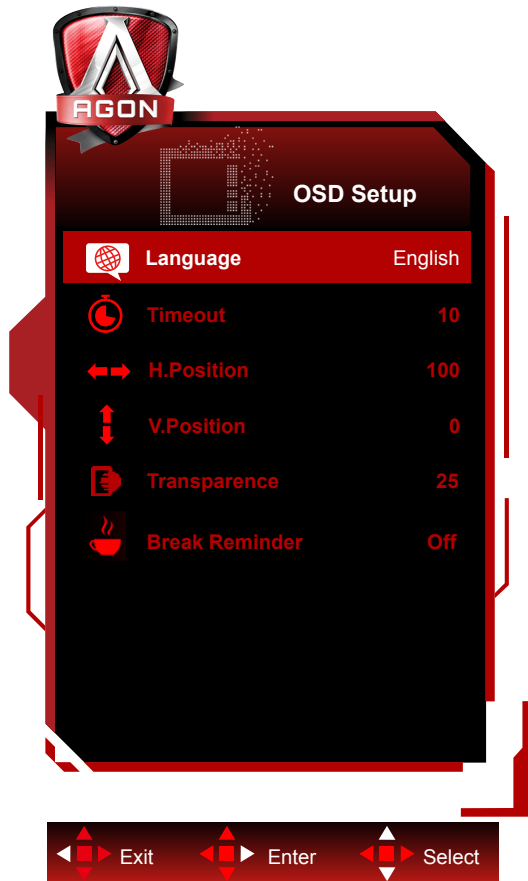 AGON
OSD Setup
Language English
Timeout 10
H.Position 100
V.Position 0
Transparence 25
Break Reminder Off
Exit Enter Select